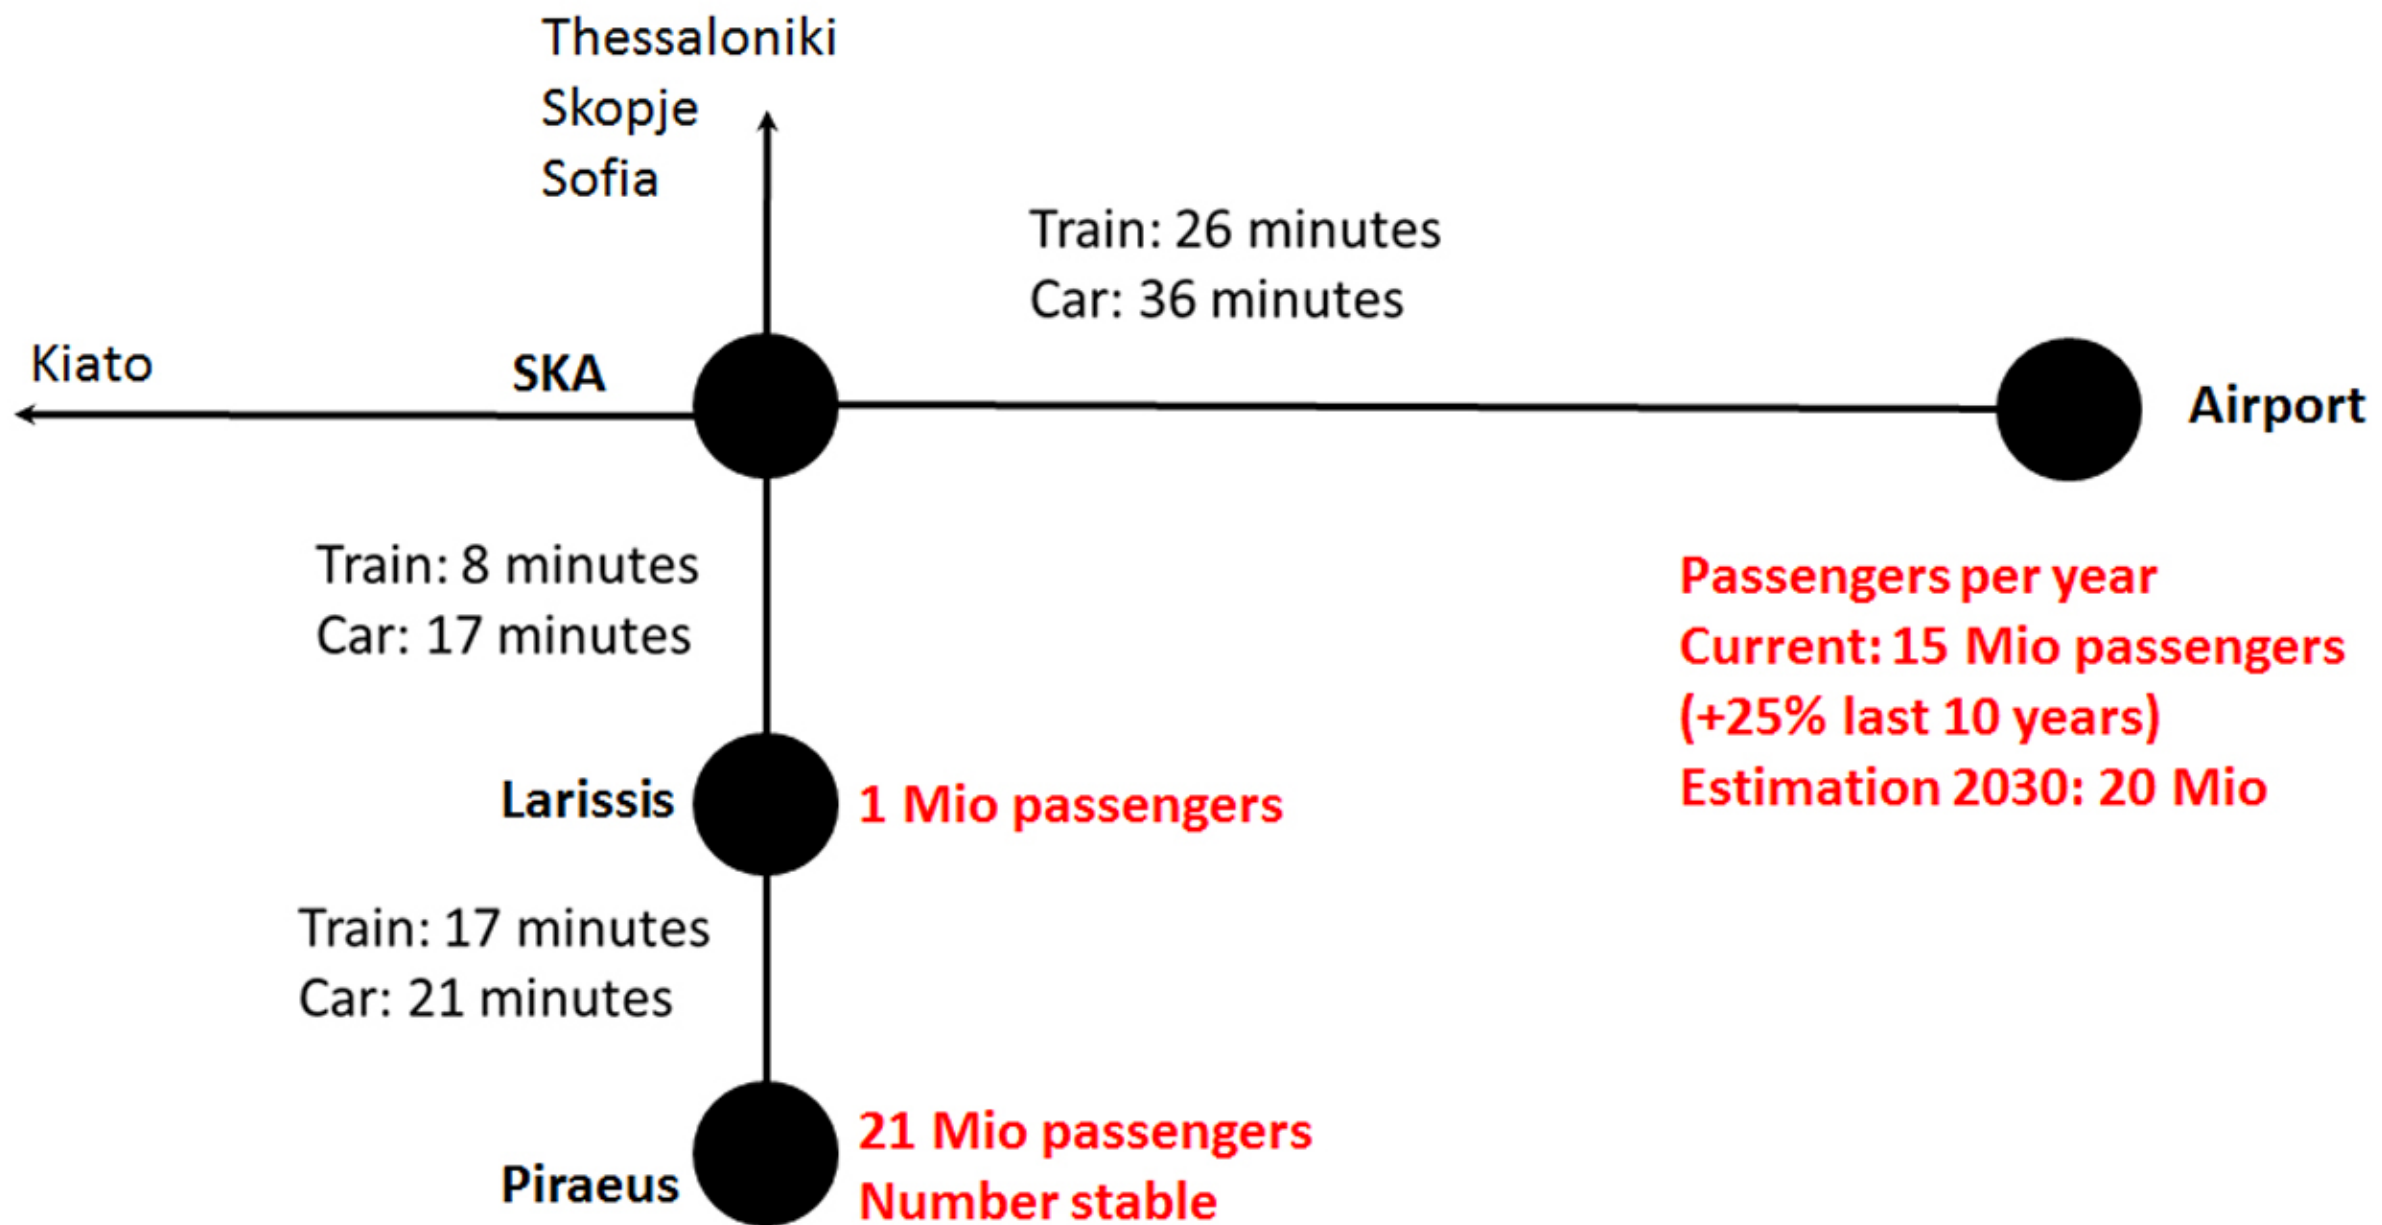 Thessaloniki
Skopje
Sofia
Train: 26 minutes
Car: 36 minutes
Kiato
SKA
Airport
Train: 8 minutes
Car: 17 minutes
Passengers per year
Current: 15 Mio passengers
(+25% last 10 years)
Estimation 2030: 20 Mio
Larissis
1 Mio passengers
Train: 17 minutes
Car: 21 minutes
Piraeus
21 Mio passengers
Number stable